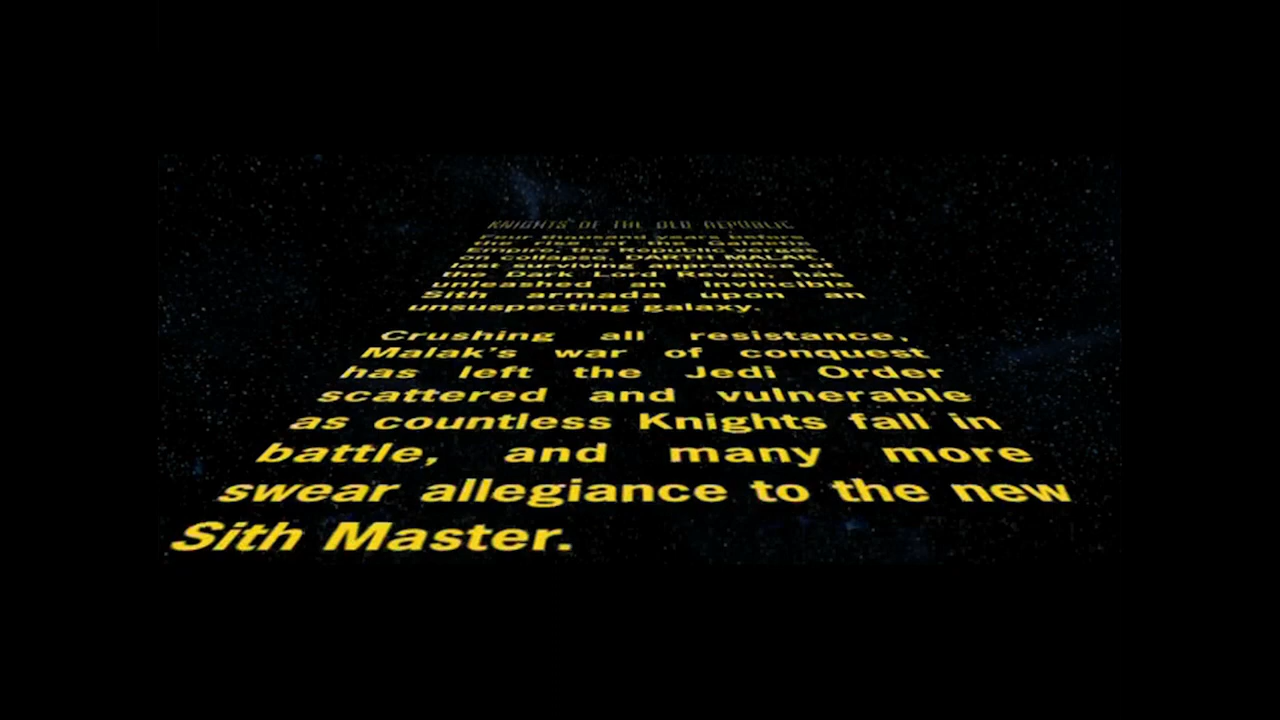 KNIGHTS OF THE OLD REPUBLIC
Four thousand years before
the rise of the Galactic
Empire, the Republic verges
on collapse. DARTH MALAK,
last surviving apprentice of
the Dark Lord Revan, has
unleashed an invincible
Sith armada upon an
unsuspecting galaxy.
Crushing all resistance,
Malak's war of conquest
has left the Jedi Order
scattered and vulnerable
as countless Knights fall in
battle, and many more
swear allegiance to the new
Sith Master.